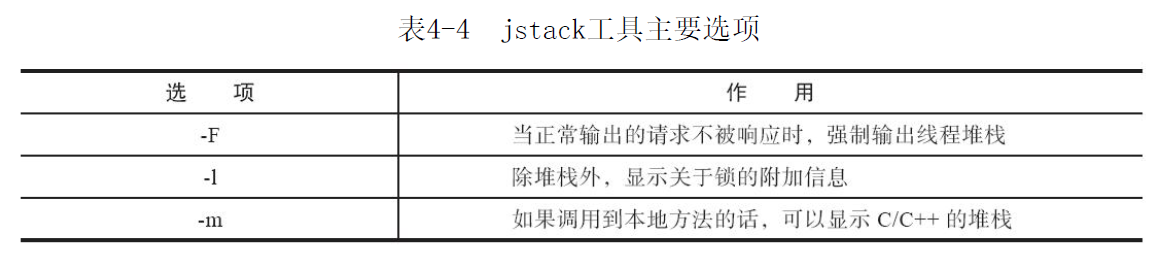 表4-4 jstack工具主要选项
选 项 作 用
-F 当正常输出的请求不被响应时，强制输出线程堆栈
-l 除堆栈外，显示关于锁的附加信息
-m 如果调用到本地方法的话，可以显示 C/C++ 的堆栈